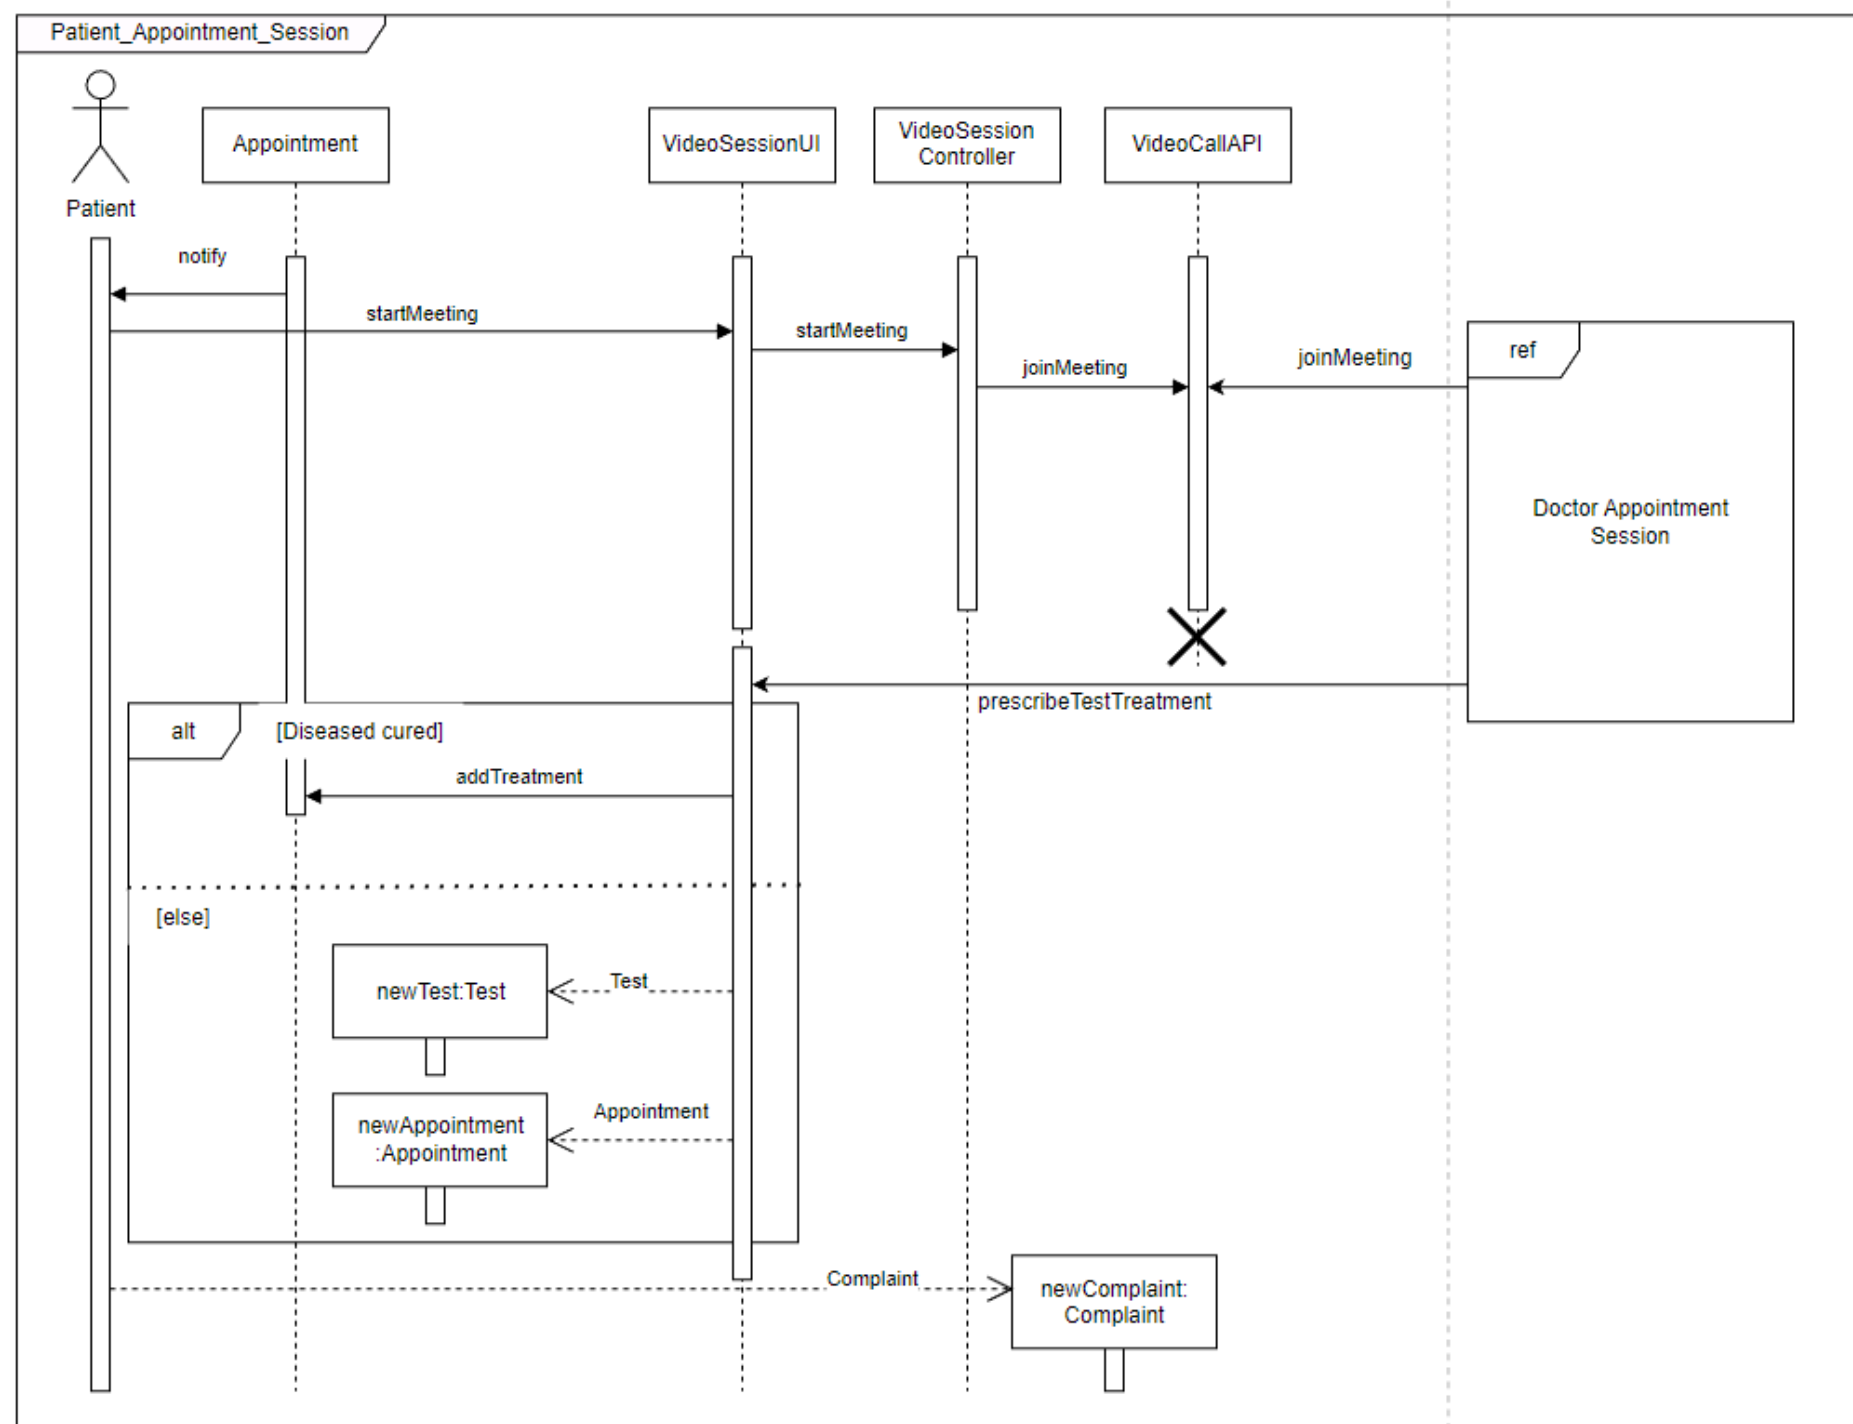 Patient_Appointment_Session
Patient
Appointment
VideoSessionUI
VideoSession
Controller
VideoCallAPI
notify
startMeeting
startMeeting
joinMeeting
joinMeeting
ref
Doctor Appointment
Session
prescribeTestTreatment
alt
[Diseased cured]
addTreatment
[else]
newTest:Test
Test
newAppointment
:Appointment
Appointment
Complaint
newComplaint:
Complaint